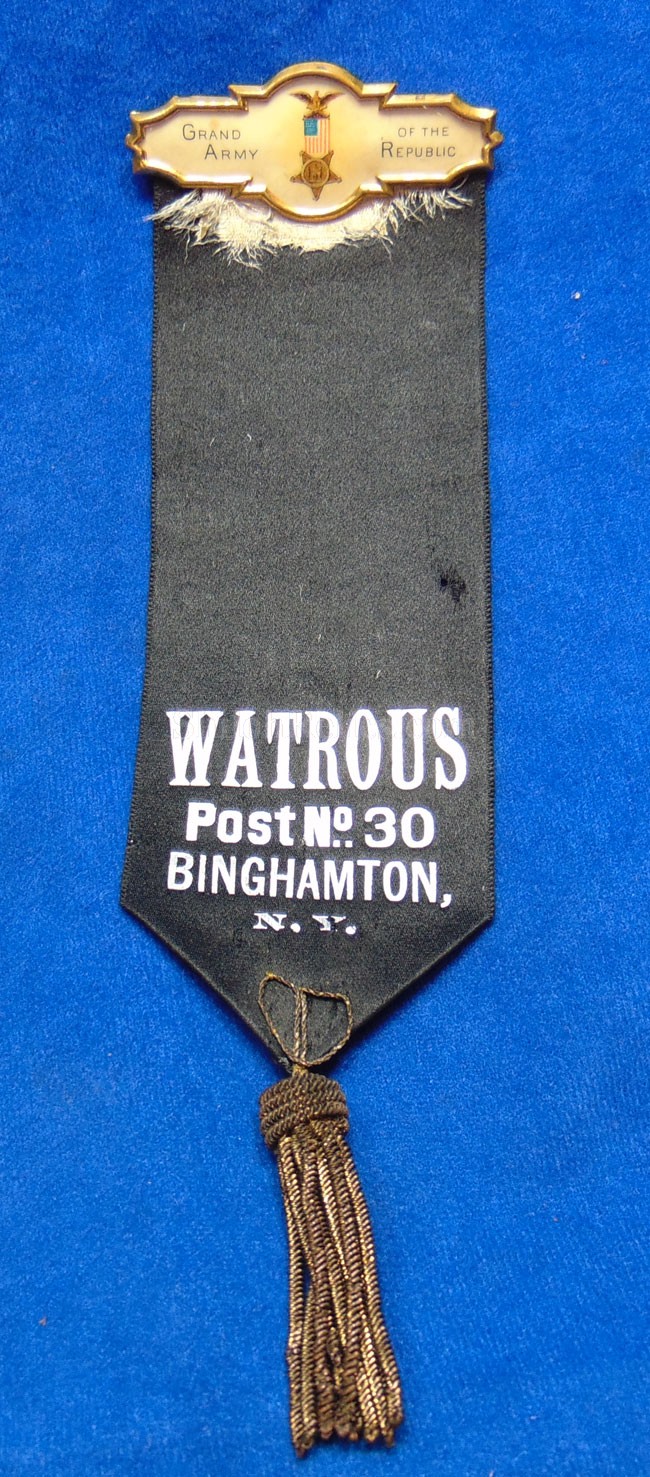 GRAND ARMY
OF THE REPUBLIC
WATROUS
Post No. 30
BINGHAMTON,
N.Y.